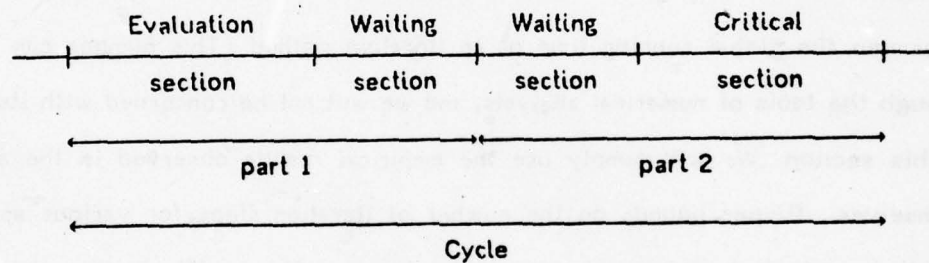 Evaluation Waiting Waiting Critical
section section section section
part 1 part 2
Cycle